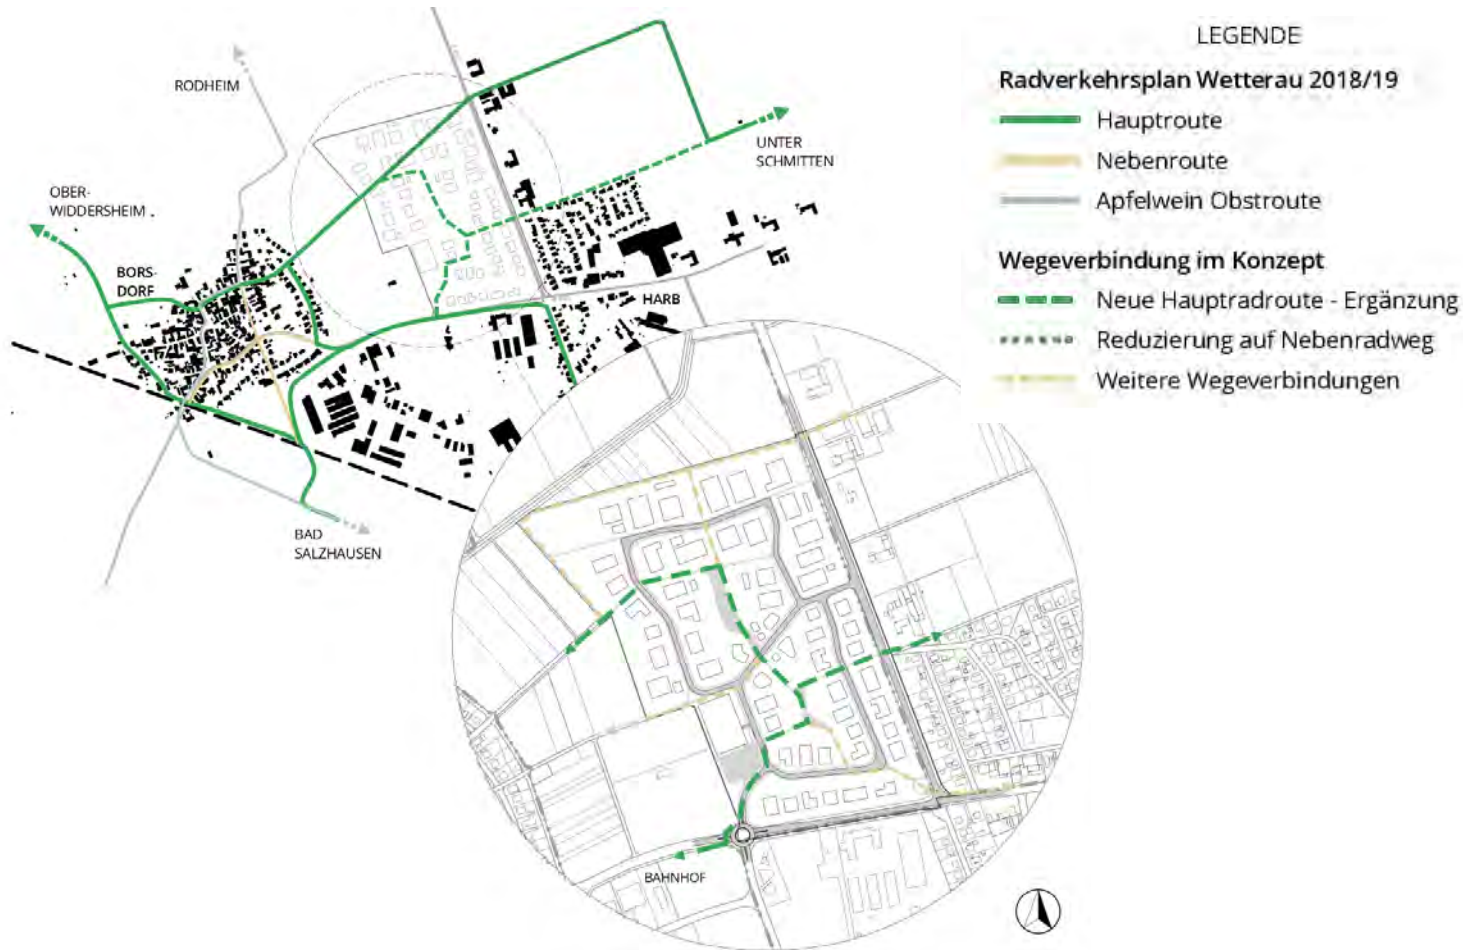 RODHEIM
OBER-
WIDDERSHEIM
BORS-
DORF
UNTER
SCHMITTEN
HARB
BAD
SALZHAUSEN
BAHNHOF
LEGENDE
Radverkehrsplan Wetterau 2018/19
Hauptroute
Nebenroute
Apfelwein Obstroute
Wegeverbindung im Konzept
Neue Hauptradroute - Ergänzung
Reduzierung auf Nebenradweg
Weitere Wegeverbindungen